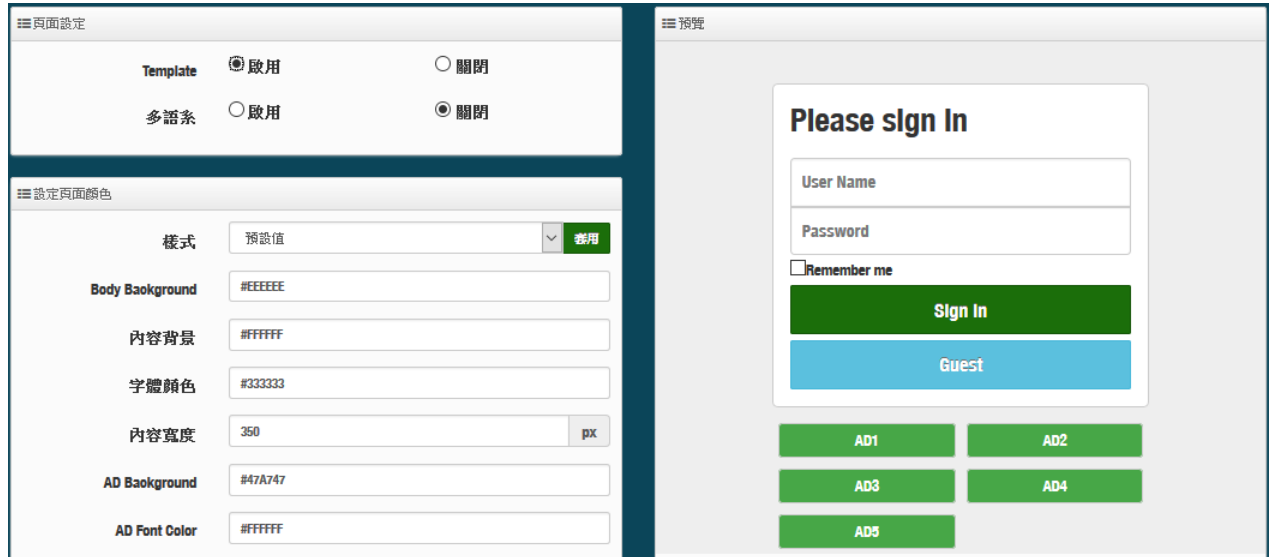 頁面設定
Template 啟用 關閉
多語系 啟用 關閉
設定頁面顏色
樣式 預設值 套用
Body Background #EEEEEE
內容背景 #FFFFFF
字體顏色 #333333
內容寬度 350 px
AD Background #47A747
AD Font Color #FFFFFF
預覽
Please sign in
User Name
Password
Remember me
Sign in
Guest
AD1 AD2
AD3 AD4
AD5